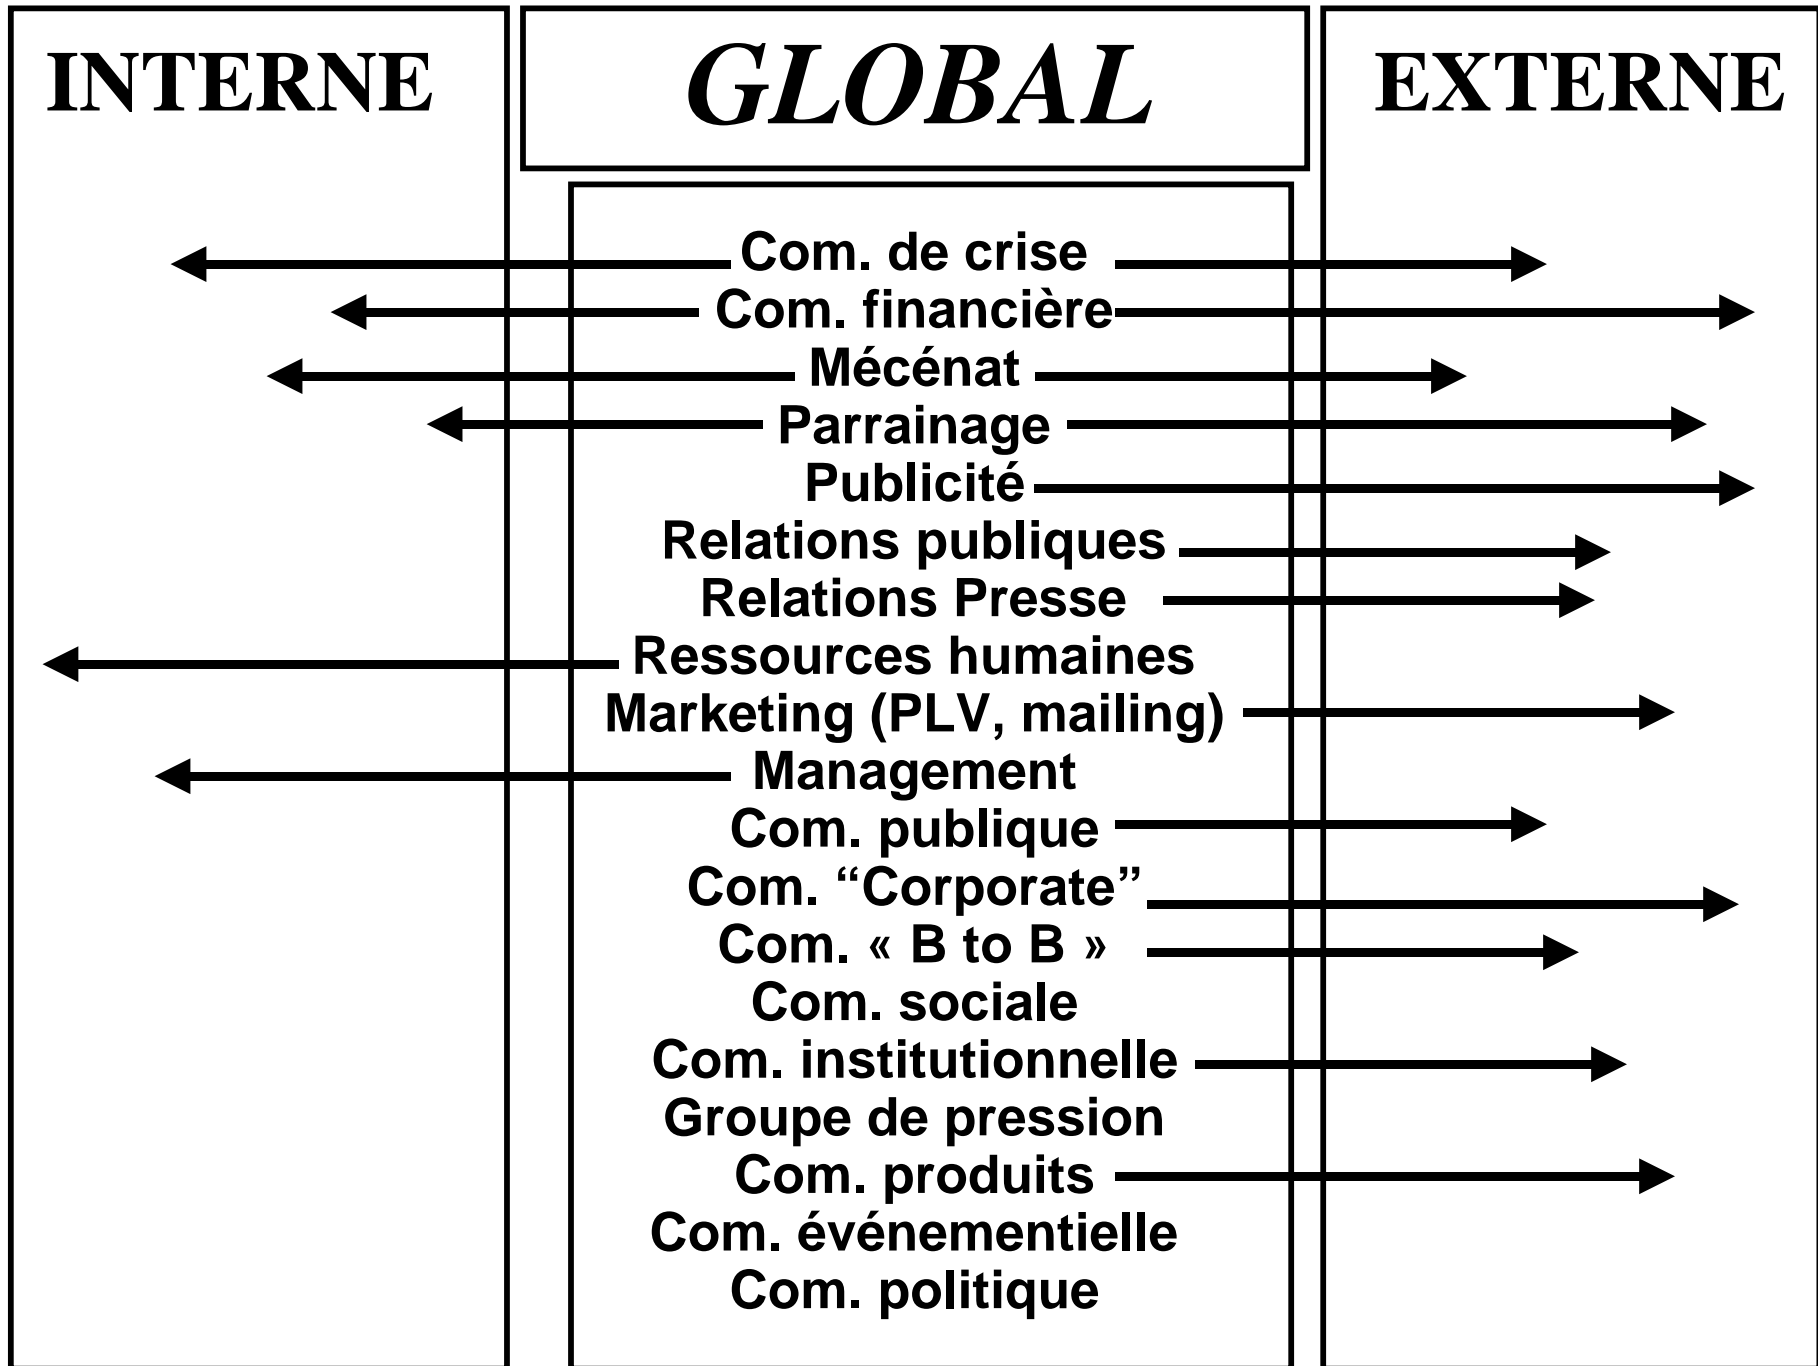 INTERNE
GLOBAL
EXTERNE
Com. de crise
Com. financière
Mécénat
Parrainage
Publicité
Relations publiques
Relations Presse
Ressources humaines
Marketing (PLV, mailing)
Management
Com. publique
Com. “Corporate”
Com. « B to B »
Com. sociale
Com. institutionnelle
Groupe de pression
Com. produits
Com. événementielle
Com. politique